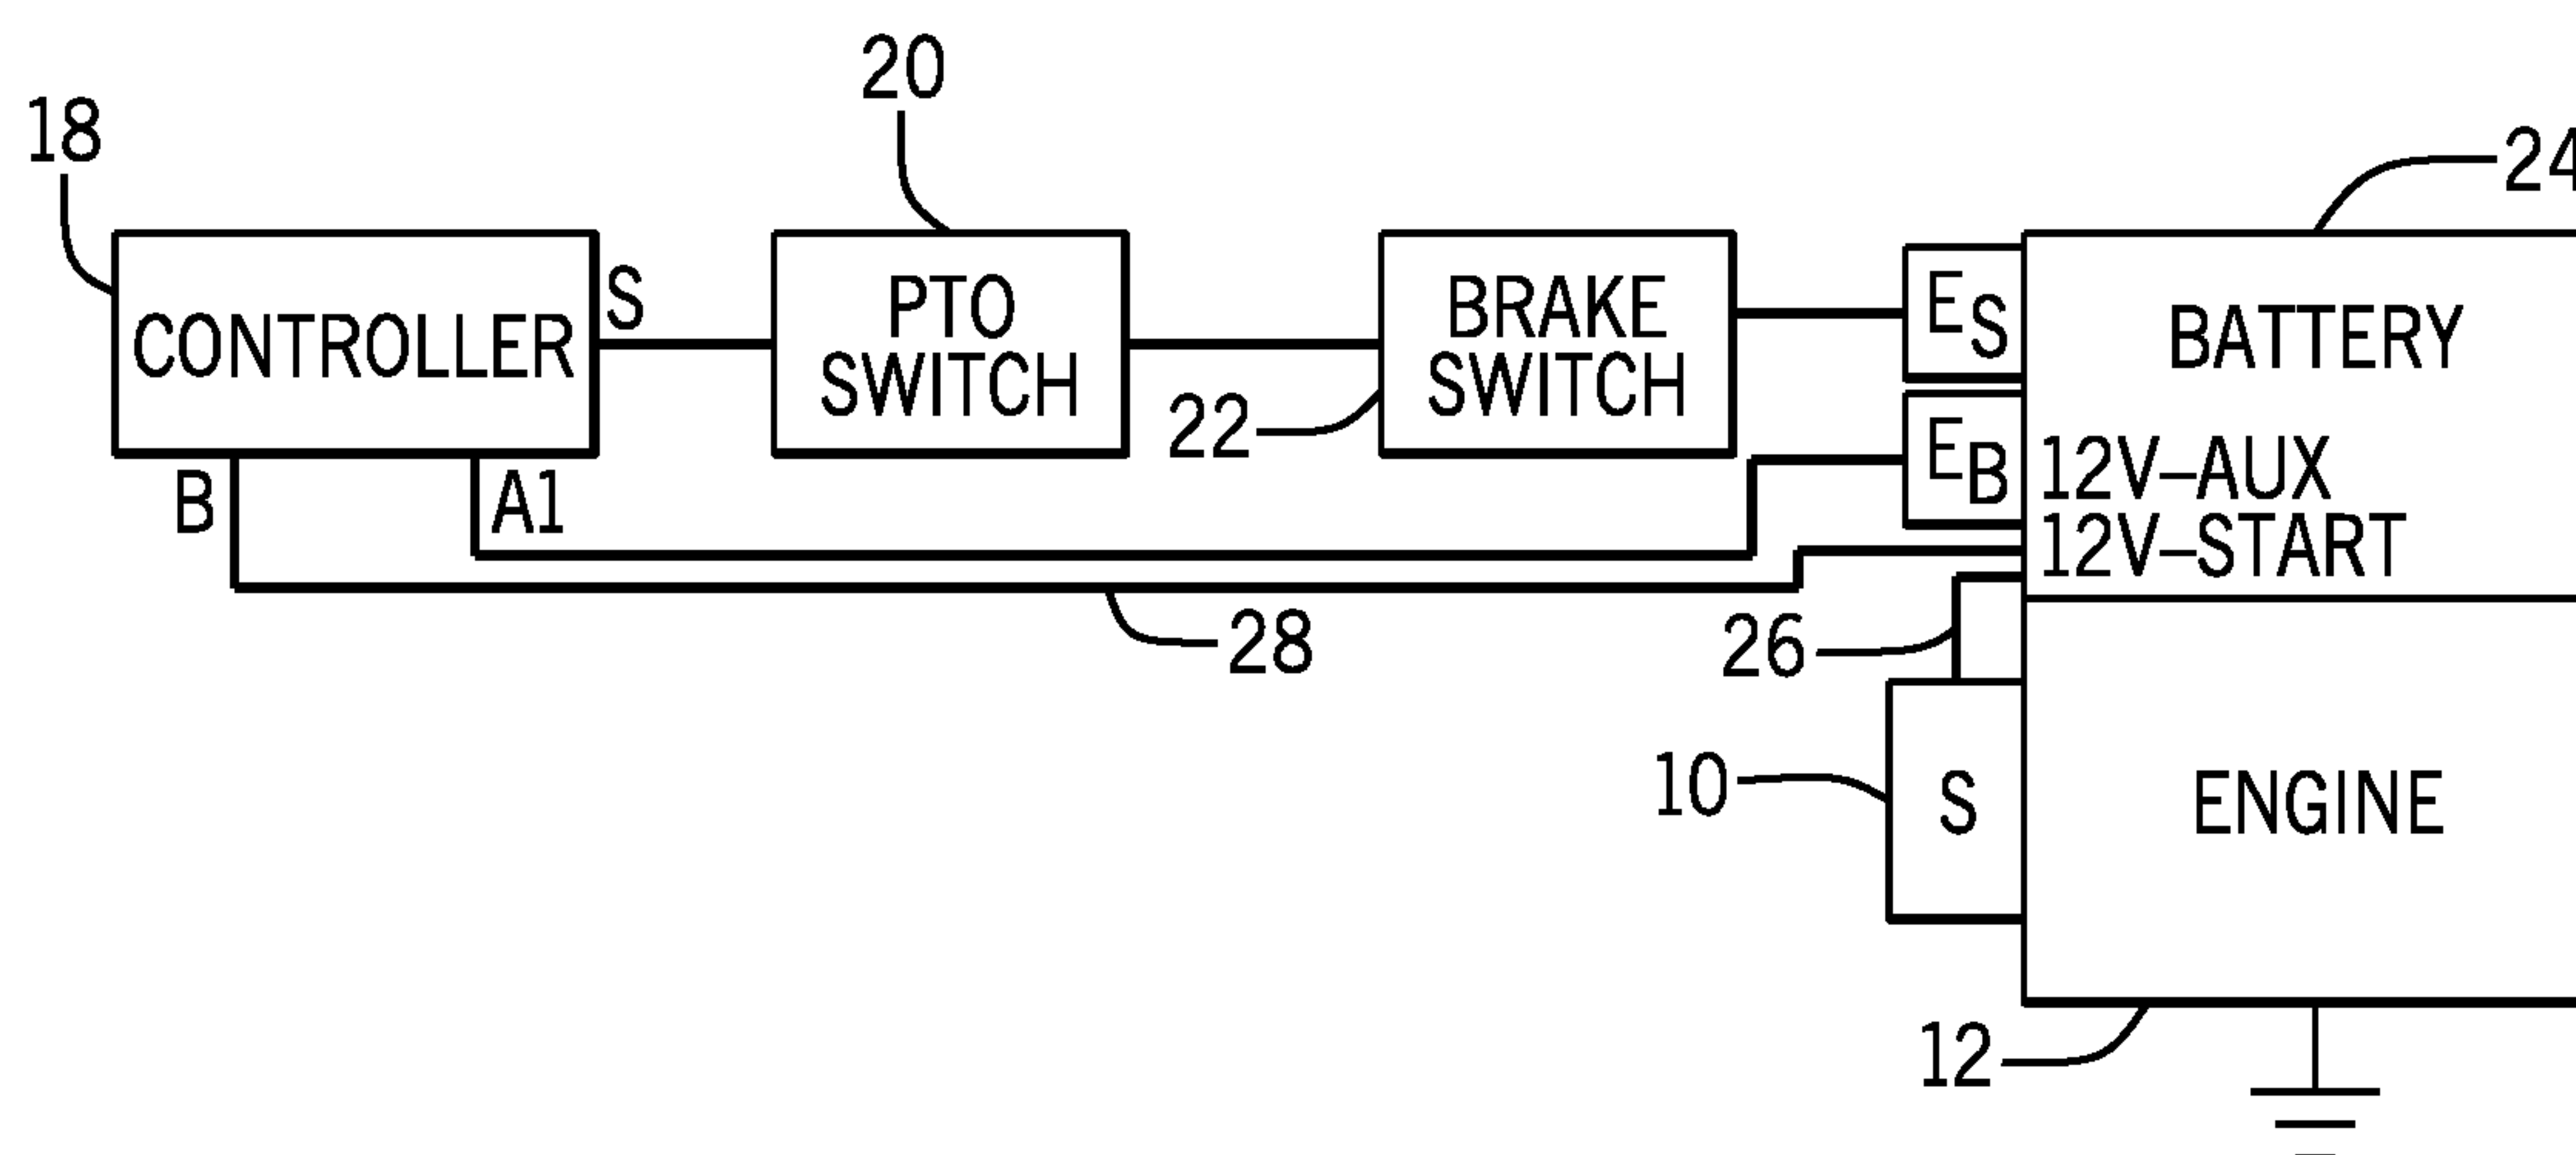 20
18
24
CONTROLLER
S
PTO
SWITCH
BRAKE
SWITCH
22
ES
BATTERY
EB
12V–AUX
12V–START
B
A1
28
26
10
S
ENGINE
12